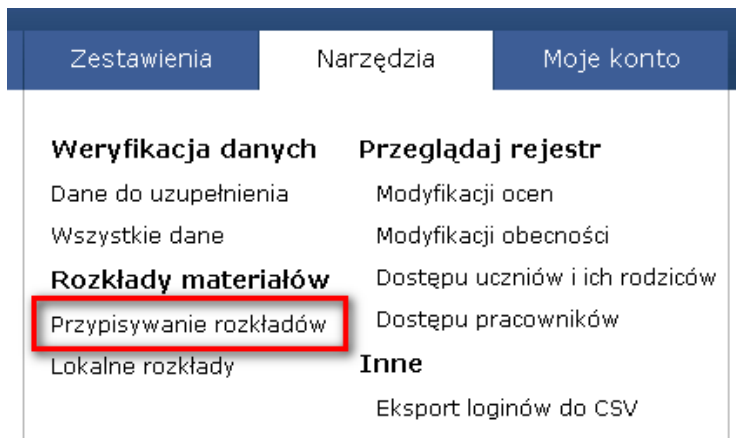 Zestawienia
Narzędzia
Moje konto
Weryfikacja danych
Dane do uzupełnienia
Wszystkie dane
Rozkłady materiałów
Przypisywanie rozkładów
Lokalne rozkłady
Przeglądaj rejestr
Modyfikacji ocen
Modyfikacji obecności
Dostępu uczniów i ich rodziców
Dostępu pracowników
Inne
Eksport loginów do CSV